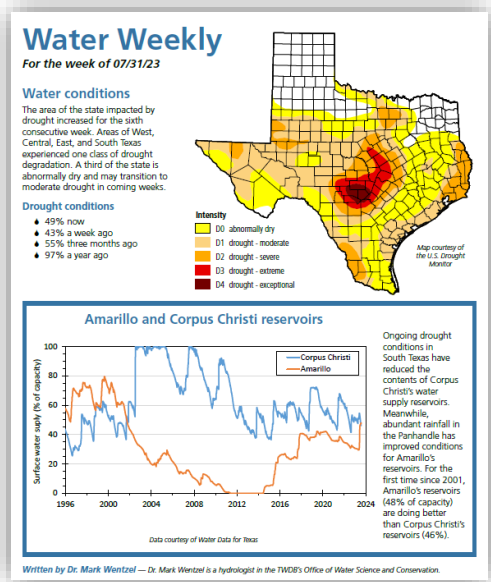 Water Weekly
For the week of 07/31/23
Water conditions
The area of the state impacted by
drought increased for the sixth
consecutive week. Areas of West,
Central, East, and South Texas
experienced one class of drought
degradation. A third of the state is
abnormally dry and may transition to
moderate drought in coming weeks.
Drought conditions
49% now
43% a week ago
55% three months ago
97% a year ago
Intensity
D0 abnormally dry
D1 drought - moderate
D2 drought - severe
D3 drought - extreme
D4 drought - exceptional
Map courtesy of
the U.S. Drought
Monitor
Amarillo and Corpus Christi reservoirs
Surface water suply (% of capacity)
100
80
60
40
20
0
1996
2000
2004
2008
2012
2016
2020
2024
Corpus Christi
Amarillo
Data courtesy of Water Data for Texas
Ongoing drought
conditions in
South Texas have
reduced the
contents of Corpus
Christi's water
supply reservoirs.
Meanwhile,
abundant rainfall in
the Panhandle has
improved conditions
for Amarillo's
reservoirs. For the
first time since 2001,
Amarillo's reservoirs
(48% of capacity)
are doing better
than Corpus Christi's
reservoirs (46%).
Written by Dr. Mark Wentzel — Dr. Mark Wentzel is a hydrologist in the TWDB's Office of Water Science and Conservation.